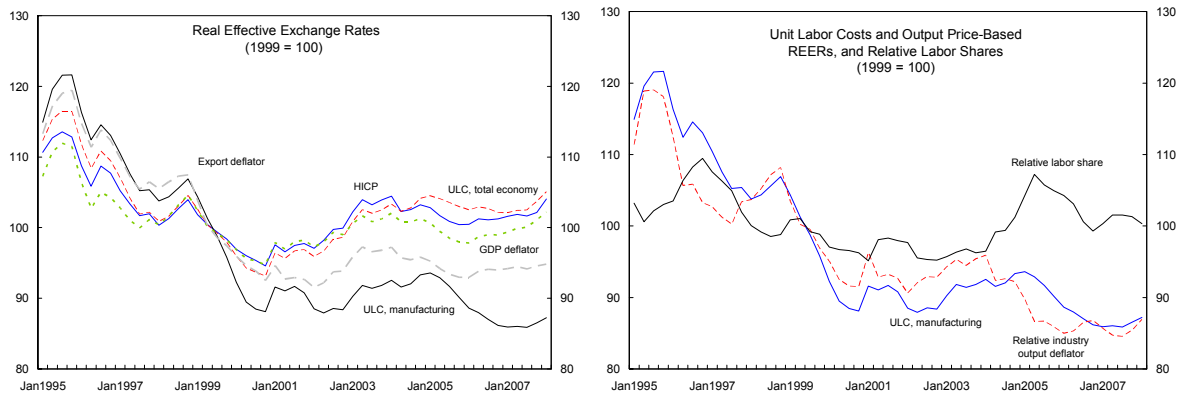 Real Effective Exchange Rates
(1999 = 100)
130
120
110
100
90
80
130
120
110
100
90
80
Export deflator
HICP
ULC, total economy
GDP deflator
ULC, manufacturing
Jan1995 Jan1997 Jan1999 Jan2001 Jan2003 Jan2005 Jan2007
Unit Labor Costs and Output Price-Based
REERs, and Relative Labor Shares
(1999 = 100)
130
120
110
100
90
80
130
120
110
100
90
80
Relative labor share
ULC, manufacturing
Relative industry
output deflator
Jan1995 Jan1997 Jan1999 Jan2001 Jan2003 Jan2005 Jan2007